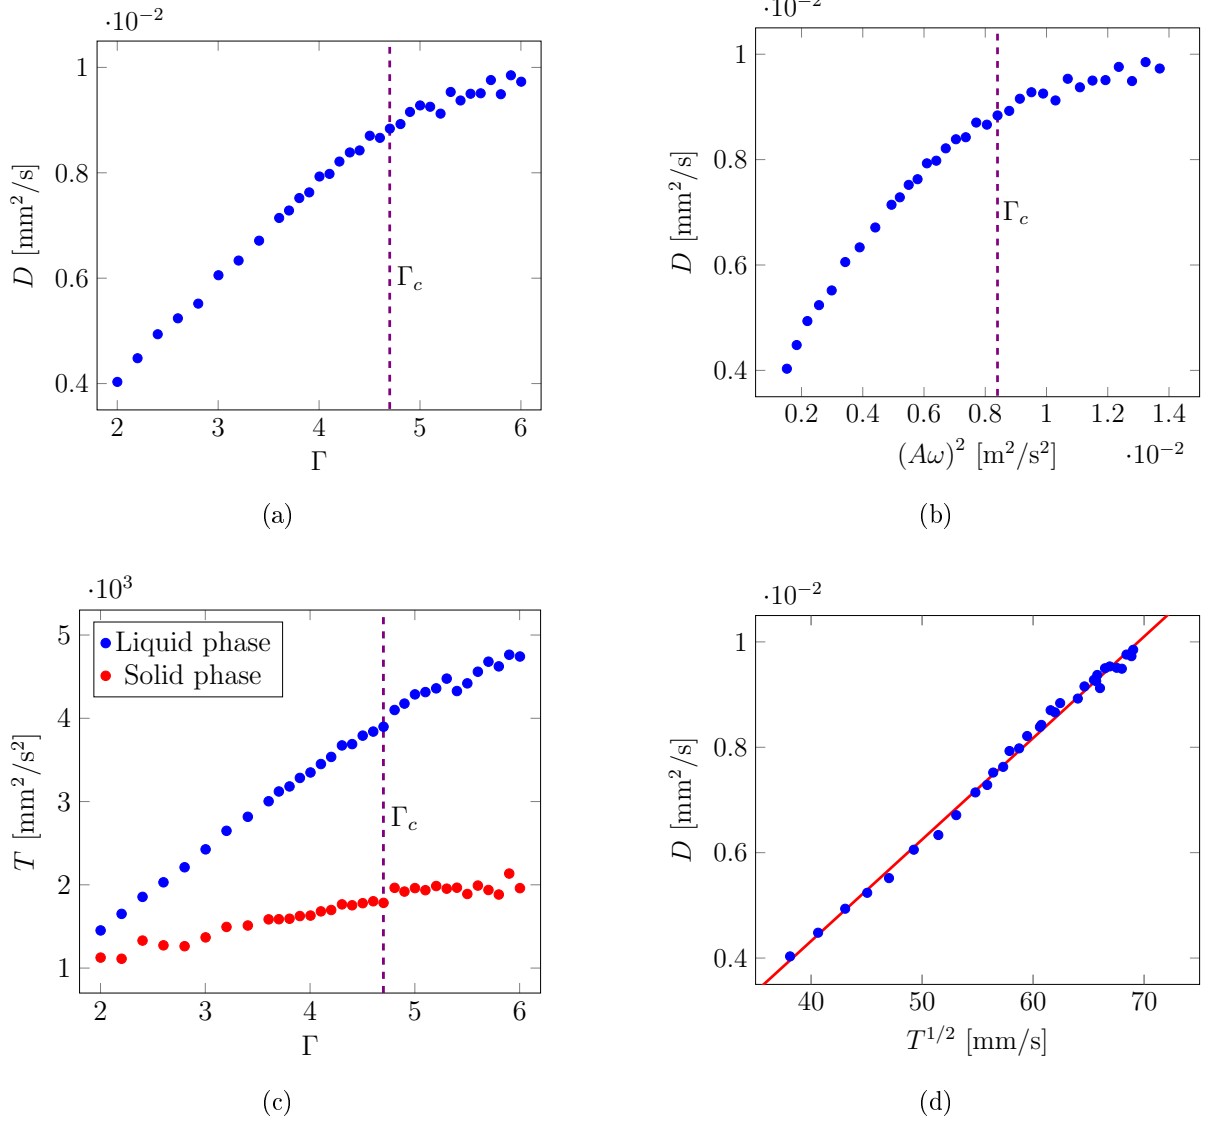 ·10⁻²
1
0.8
0.6
0.4
D [mm²/s]
Γc
2 3 4 5 6
Γ
(a)
·10⁻²
1
0.8
0.6
0.4
D [mm²/s]
Γc
0.2 0.4 0.6 0.8 1 1.2 1.4
(Aω)² [m²/s²] ·10⁻²
(b)
·10³
5
4
3
2
1
T [mm²/s²]
Liquid phase
Solid phase
Γc
2 3 4 5 6
Γ
(c)
·10⁻²
1
0.8
0.6
0.4
D [mm²/s]
40 50 60 70
T^1/2 [mm/s]
(d)